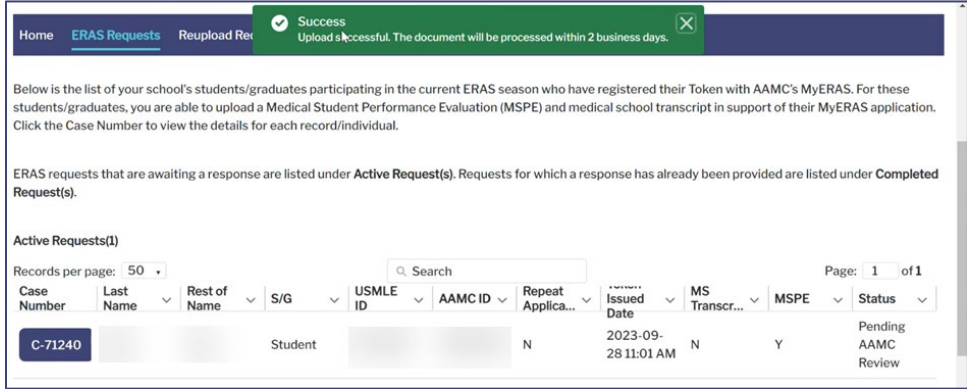 Success
Upload successful. The document will be processed within 2 business days.
Home ERAS Requests Reupload
Below is the list of your school's students/graduates participating in the current ERAS season who have registered their Token with AAMC's MyERAS. For these
students/graduates, you are able to upload a Medical Student Performance Evaluation (MSPE) and medical school transcript in support of their MyERAS application.
Click the Case Number to view the details for each record/individual.
ERAS requests that are awaiting a response are listed under Active Request(s). Requests for which a response has already been provided are listed under Completed
Request(s).
Active Requests(1)
Records per page: 50 Search Page: 1 of 1
Case Number Last Name Rest of Name S/G USMLE ID AAMC ID Repeat Applica... Token Issued Date MS Transcr... MSPE Status
C-71240 Student N 2023-09-28 11:01 AM N Y Pending AAMC Review